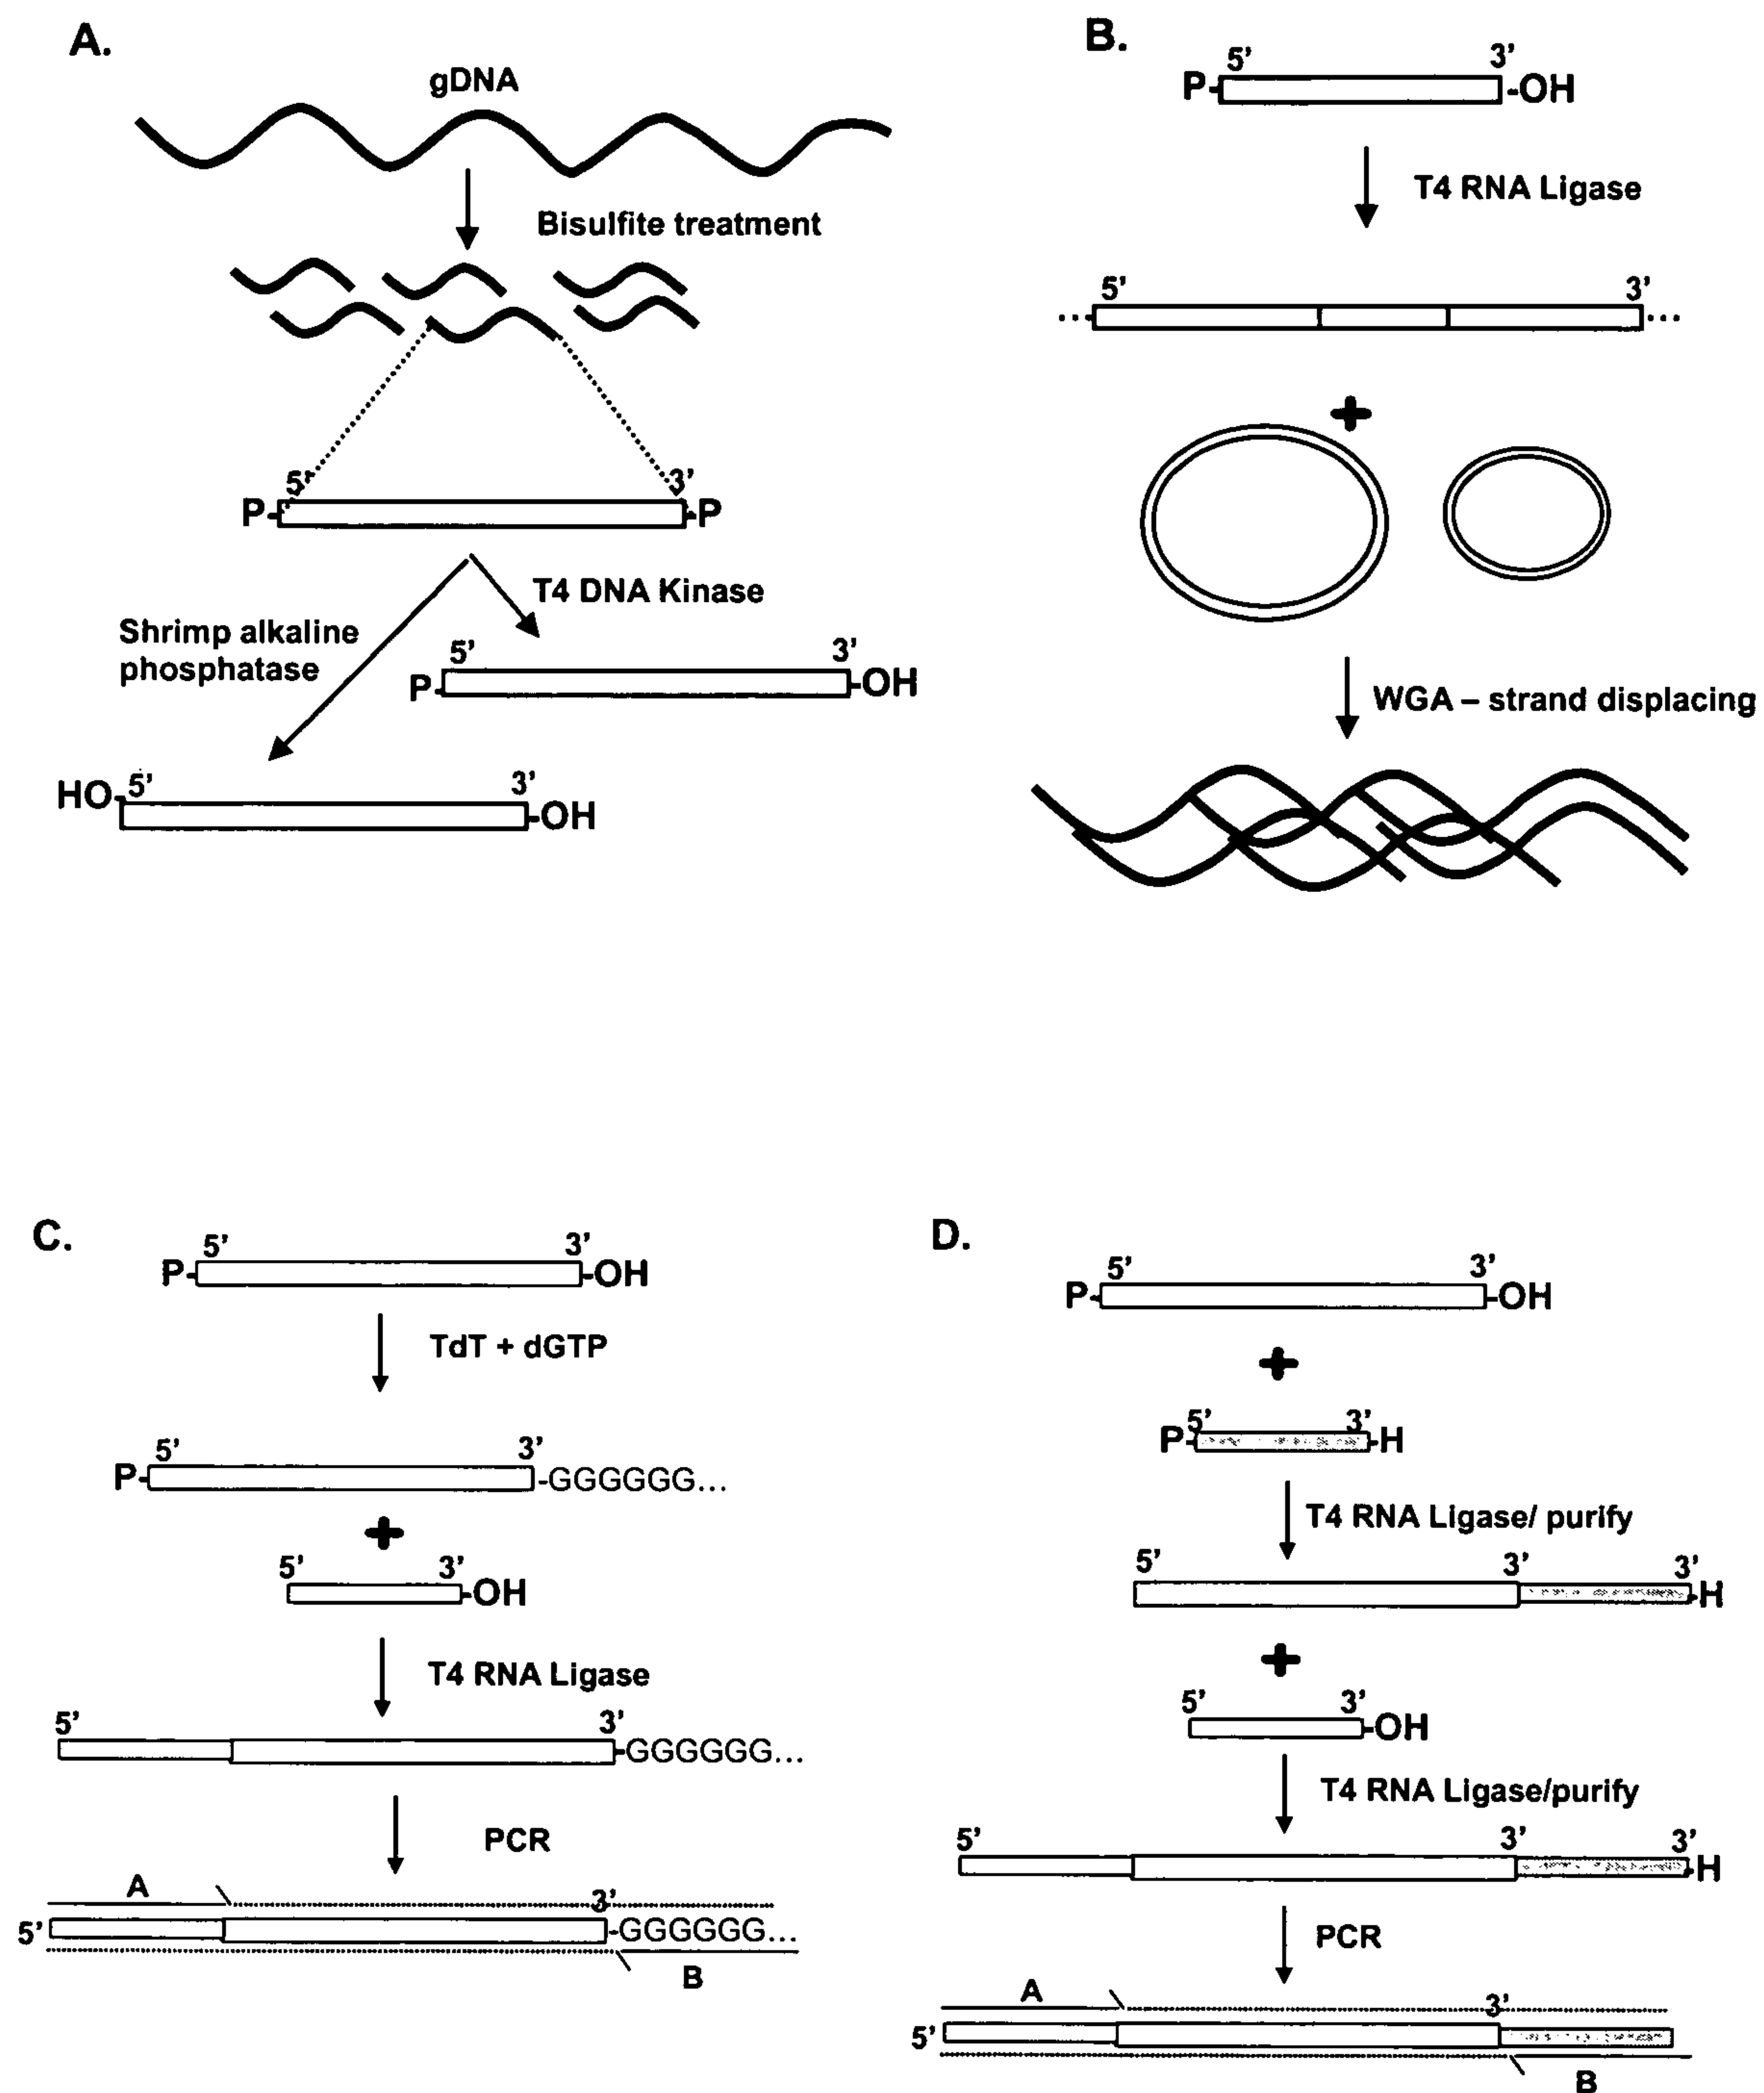 A.
gDNA
Bisulfite treatment
5' 3'
P- -P
T4 DNA Kinase
Shrimp alkaline
phosphatase
5' 3'
P- -OH
HO- 5' 3'
-OH
B.
5' 3'
P- -OH
T4 RNA Ligase
5' 3'
... ...
+
WGA – strand displacing
C.
5' 3'
P- -OH
TdT + dGTP
5' 3'
P- -GGGGGG...
+
5' 3'
-OH
T4 RNA Ligase
5' 3'
-GGGGGG...
PCR
A
3'
5' -GGGGGG...
B
D.
5' 3'
P- -OH
+
5' 3'
P- -H
T4 RNA Ligase/ purify
5' 3' 3'
-H
+
5' 3'
-OH
T4 RNA Ligase/purify
5' 3' 3'
-H
PCR
A
3'
5'
B